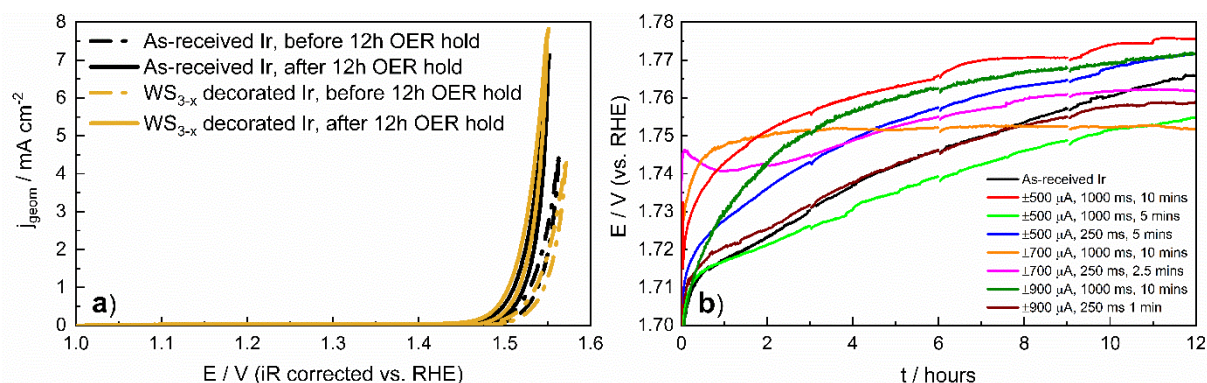 8
7
6
5
4
3
2
1
0
j_geom / mA cm⁻²
As-received Ir, before 12h OER hold
As-received Ir, after 12h OER hold
WS₃₋ₓ decorated Ir, before 12h OER hold
WS₃₋ₓ decorated Ir, after 12h OER hold
a)
1.0 1.1 1.2 1.3 1.4 1.5 1.6
E / V (iR corrected vs. RHE)
1.77
1.76
1.75
1.74
1.73
1.72
1.71
1.70
E / V (vs. RHE)
As-received Ir
±500 µA, 1000 ms, 10 mins
±500 µA, 1000 ms, 5 mins
±500 µA, 250 ms, 5 mins
±700 µA, 1000 ms, 10 mins
±700 µA, 250 ms, 2.5 mins
±900 µA, 1000 ms, 10 mins
±900 µA, 250 ms 1 min
b)
0 2 4 6 8 10 12
t / hours